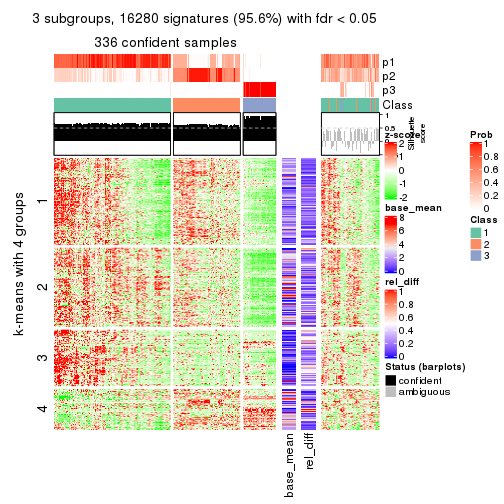 3 subgroups, 16280 signatures (95.6%) with fdr < 0.05
336 confident samples
p1
p2
p3
Class
1
0.5
0
Silhouette
score
k-means with 4 groups
1
2
3
4
base_mean
rel_diff
z-score
2
1
0
-1
-2
base_mean
8
6
4
2
0
rel_diff
1
0.8
0.6
0.4
0.2
0
Status (barplots)
confident
ambiguous
Prob
1
0.8
0.6
0.4
0.2
0
Class
1
2
3